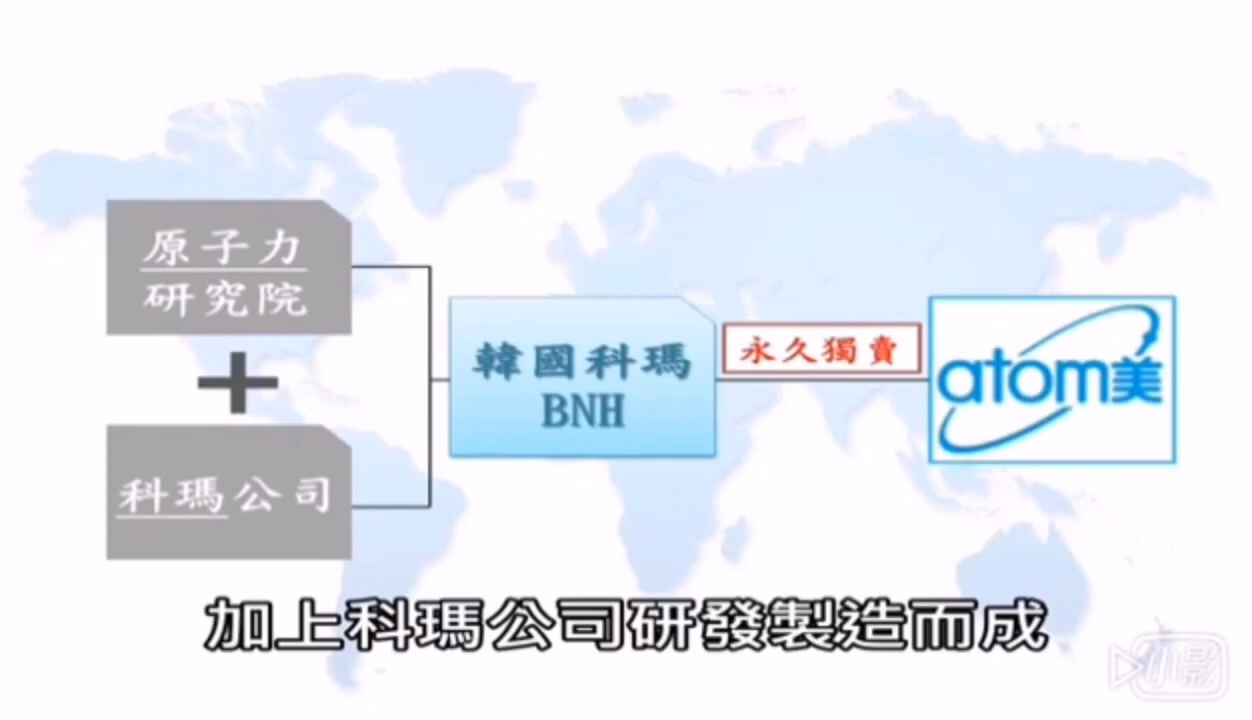 原子力
研究院
科瑪公司
韓國科瑪
BNH
永久獨賣
atom美
加上科瑪公司研發製造而成
小影